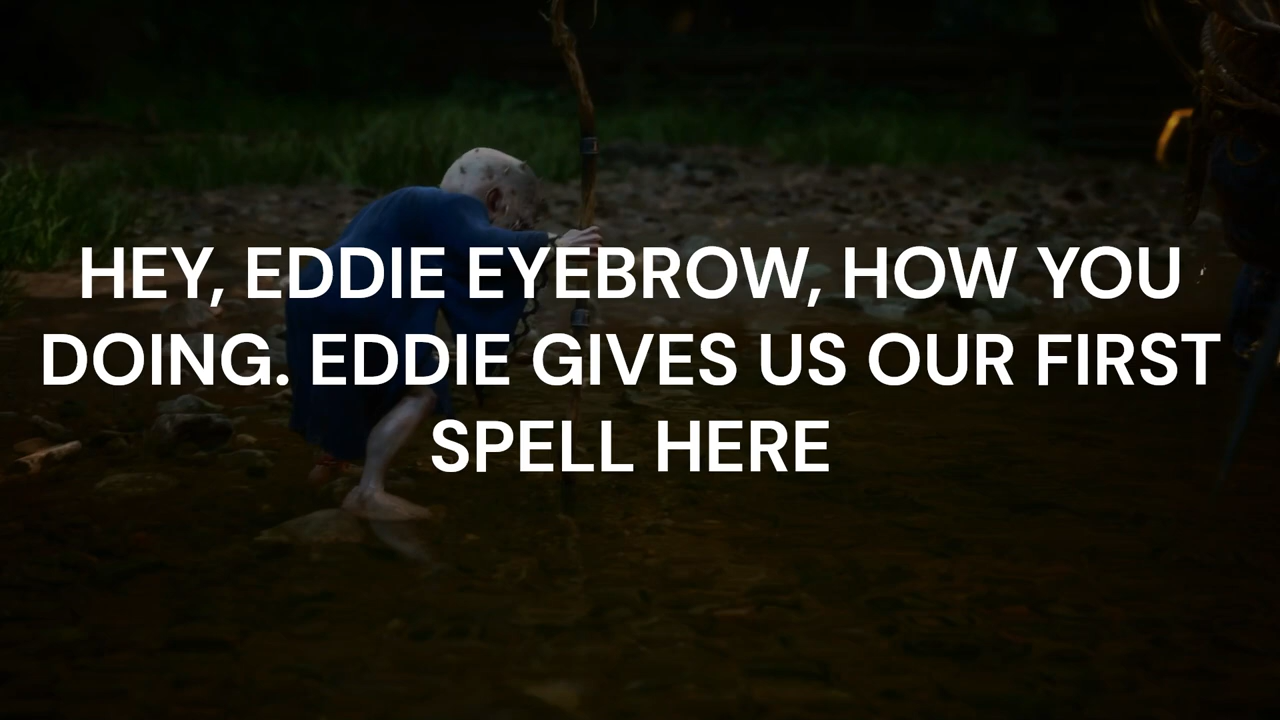 HEY, EDDIE EYEBROW, HOW YOU
DOING. EDDIE GIVES US OUR FIRST
SPELL HERE